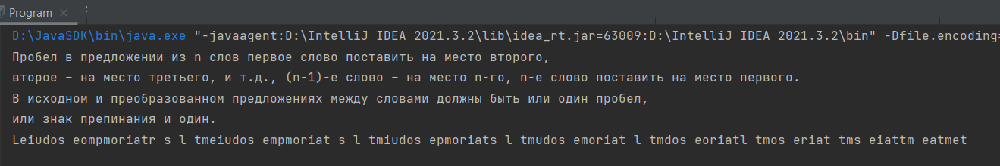 Program
D:\JavaSDK\bin\java.exe "-javaagent:D:\IntelliJ IDEA 2021.3.2\lib\idea_rt.jar=63009:D:\IntelliJ IDEA 2021.3.2\bin" -Dfile.encoding=
Пробел в предложении из n слов первое слово поставить на место второго,
второе – на место третьего, и т.д., (n-1)-е слово – на место n-го, n-е слово поставить на место первого.
В исходном и преобразованном предложениях между словами должны быть или один пробел,
или знак препинания и один.
Leiudos eompmoriatr s l tmeiudos empmoriat s l tmiudos epmoriats l tmudos emoriat l tmdos eoriatl tmos eriat tms eiattm eatmet